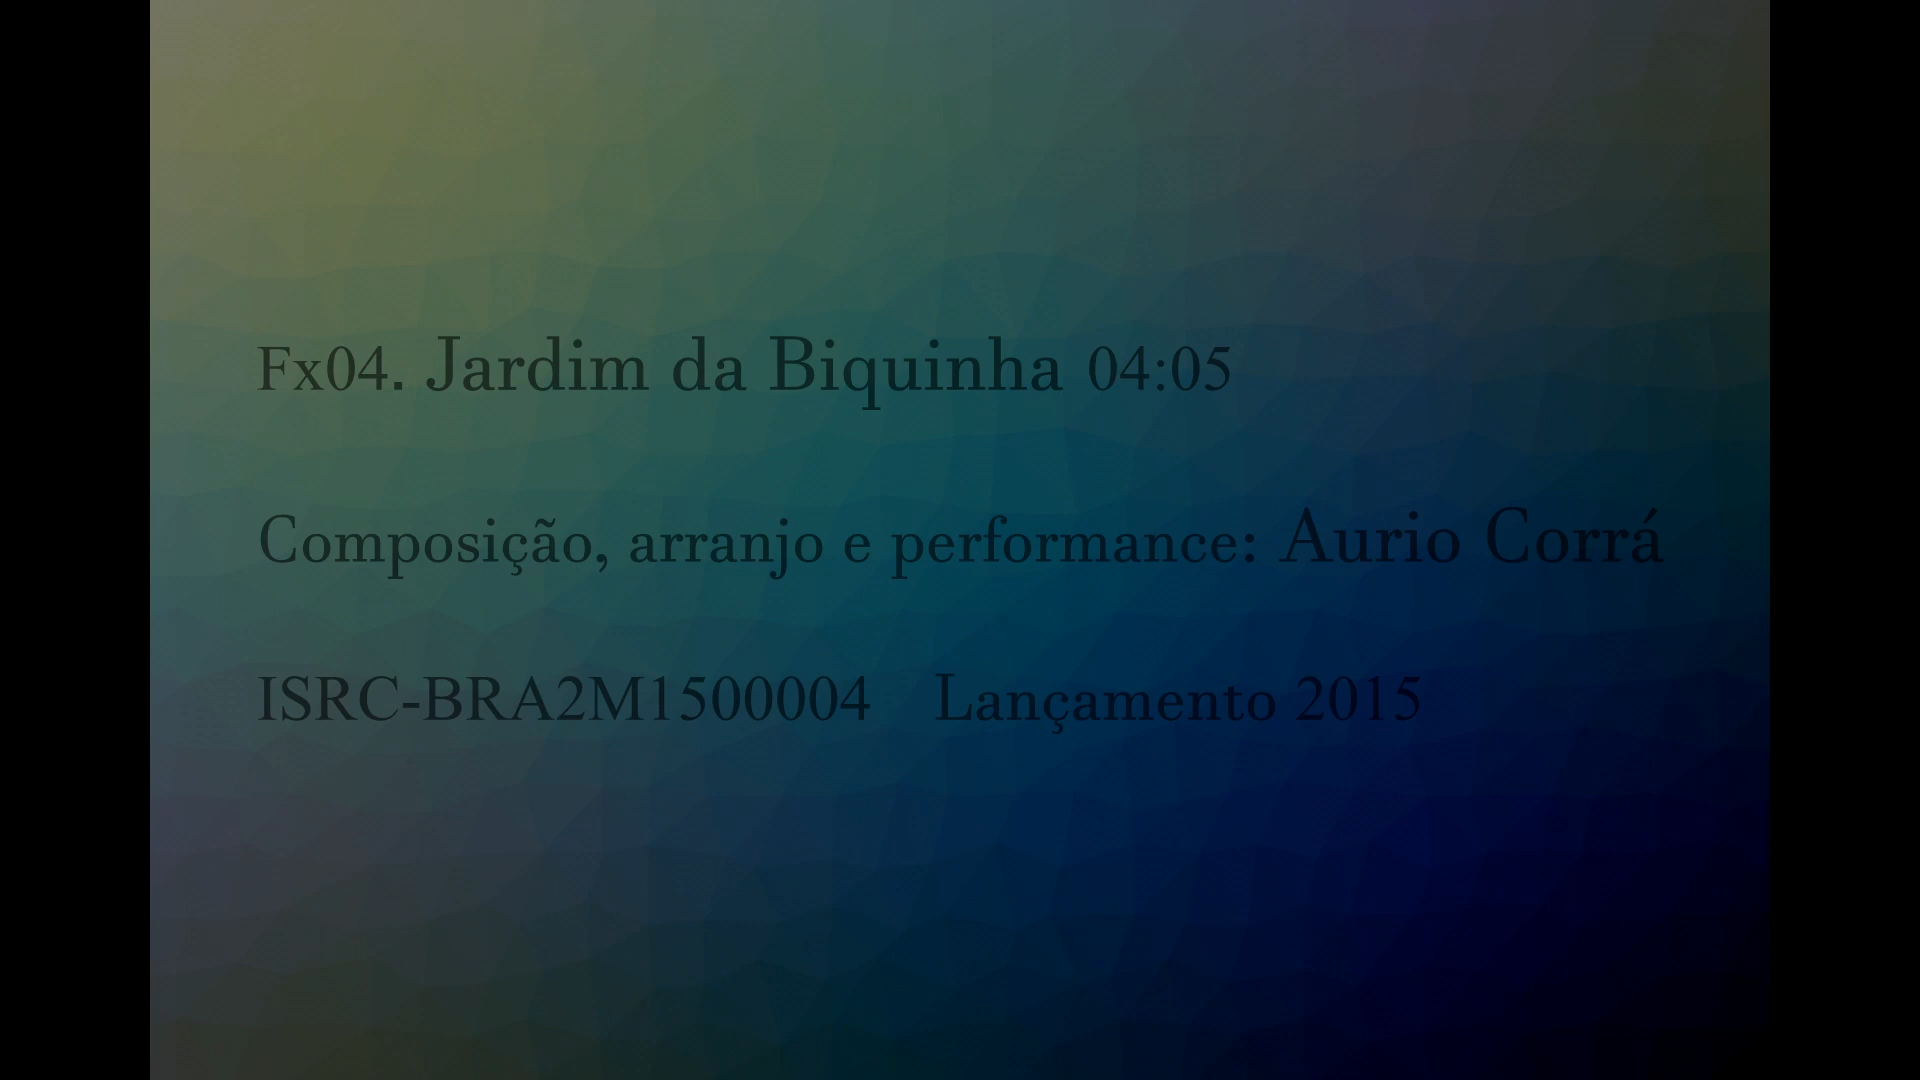 Fx04. Jardim da Biquinha 04:05
Composição, arranjo e performance: Aurio Corrá
ISRC-BRA2M1500004 Lançamento 2015